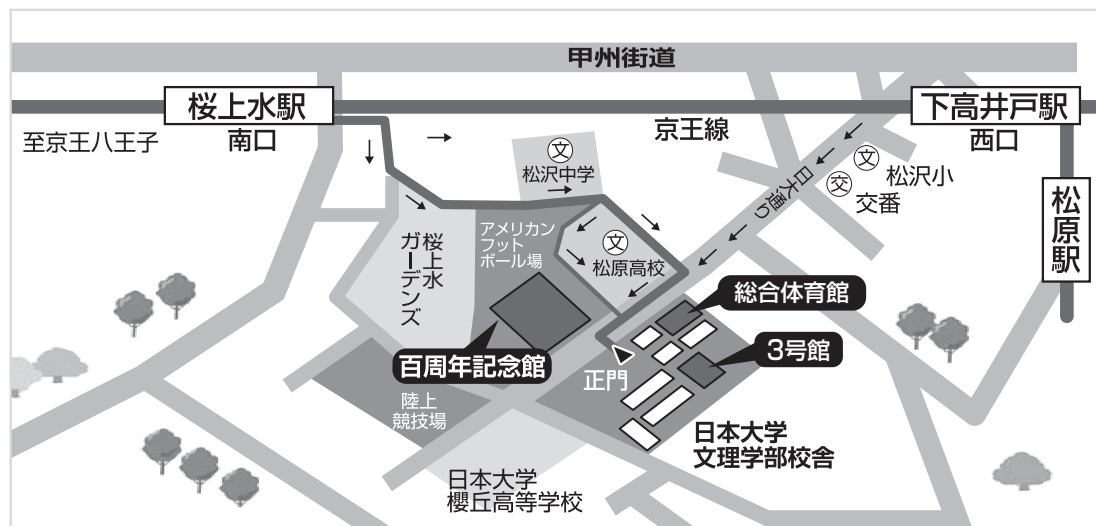 甲州街道
桜上水駅
下高井戸駅
至京王八王子
南口
京王線
西口
文
松沢中学
文
松沢小
交
交番
日大通り
松原駅
アメリカン
フット
ボール場
桜上水
ガーデンズ
文
松原高校
総合体育館
百周年記念館
3号館
正門
陸上
競技場
日本大学
文理学部校舎
日本大学
櫻丘高等学校